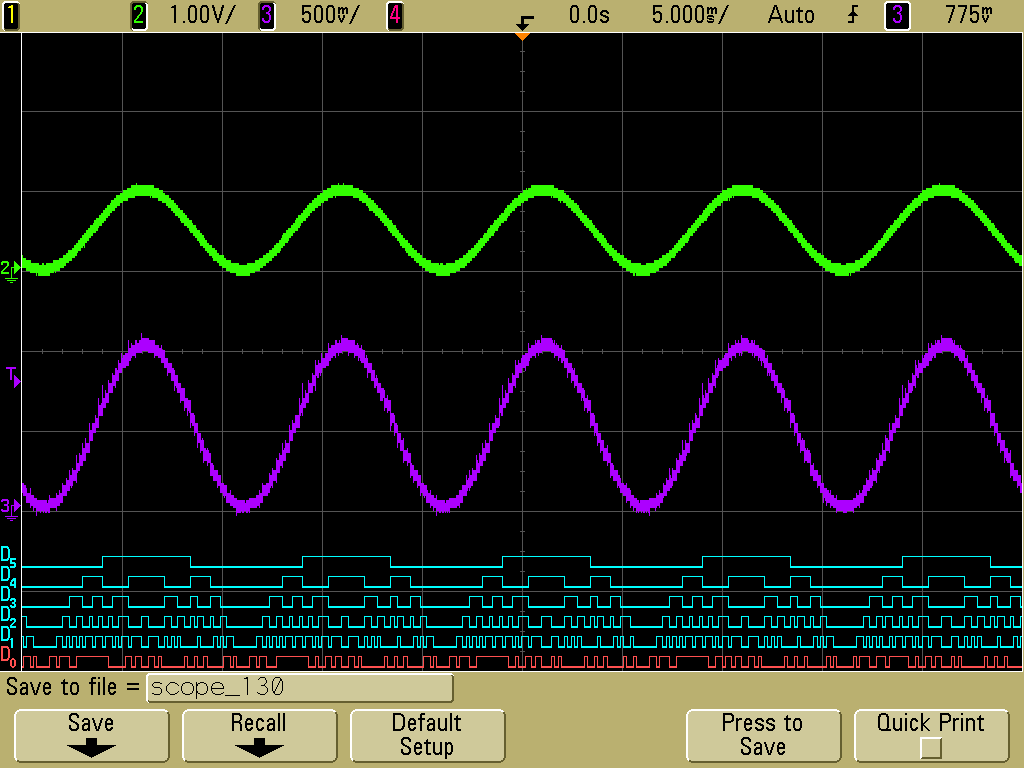 1 2 1.00V/ 3 500mV/ 4 0.0s 5.000ms/ Auto 3 775mV
2
T
3
D5
D4
D3
D2
D1
D0
Save to file = scope_130
Save Recall Default Setup Press to Save Quick Print